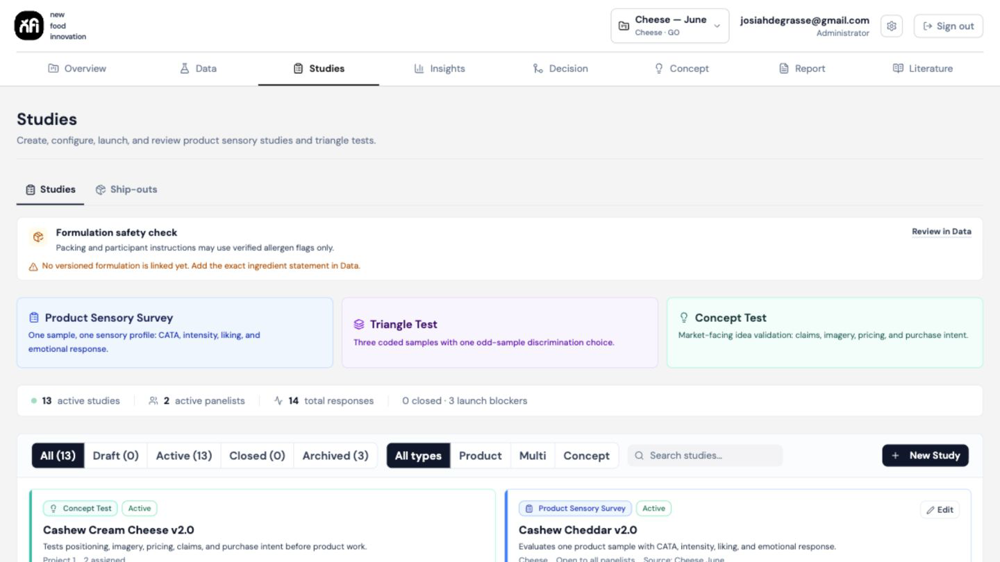 nfi
new
food
innovation
Cheese — June
Cheese · GO
josiahdegrasse@gmail.com
Administrator
Sign out
Overview
Data
Studies
Insights
Decision
Concept
Report
Literature
Studies
Create, configure, launch, and review product sensory studies and triangle tests.
Studies
Ship-outs
Formulation safety check
Review in Data
Packing and participant instructions may use verified allergen flags only.
No versioned formulation is linked yet. Add the exact ingredient statement in Data.
Product Sensory Survey
One sample, one sensory profile: CATA, intensity, liking, and
emotional response.
Triangle Test
Three coded samples with one odd-sample discrimination choice.
Concept Test
Market-facing idea validation: claims, imagery, pricing, and purchase intent.
13 active studies
2 active panelists
14 total responses
0 closed · 3 launch blockers
All (13)
Draft (0)
Active (13)
Closed (0)
Archived (3)
All types
Product
Multi
Concept
Search studies...
+ New Study
Concept Test
Active
Cashew Cream Cheese v2.0
Tests positioning, imagery, pricing, claims, and purchase intent before product work.
Project 1 2 assigned
Product Sensory Survey
Active
Edit
Cashew Cheddar v2.0
Evaluates one product sample with CATA, intensity, liking, and emotional response.
Cheese Open to all panelists Source: Cheese June